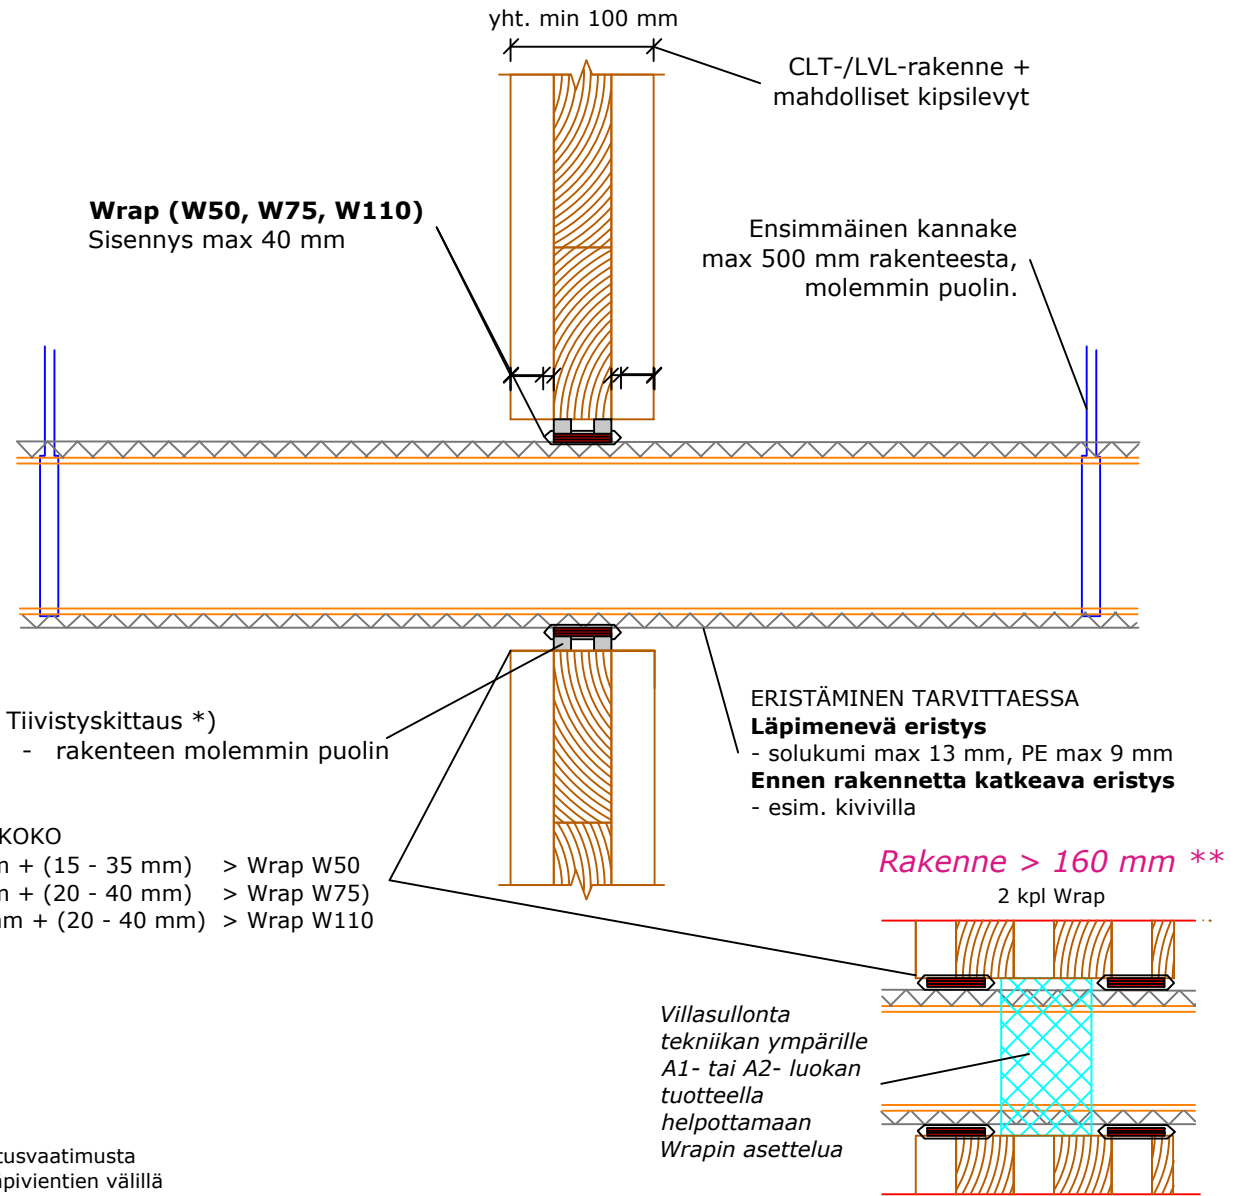 yht. min 100 mm
CLT-/LVL-rakenne +
mahdolliset kipsilevyt
Wrap (W50, W75, W110)
Sisennys max 40 mm
Ensimmäinen kannake
max 500 mm rakenteesta,
molemmin puolin.
Tiivistyskittaus *)
- rakenteen molemmin puolin
ERISTÄMINEN TARVITTAESSA
Läpimenevä eristys
- solukumi max 13 mm, PE max 9 mm
Ennen rakennetta katkeava eristys
- esim. kivivilla
KOKO
m + (15 - 35 mm) > Wrap W50
m + (20 - 40 mm) > Wrap W75)
m + (20 - 40 mm) > Wrap W110
Rakenne > 160 mm **
2 kpl Wrap
Villasullonta
tekniikan ympärille
A1- tai A2- luokan
tuotteella
helpottamaan
Wrapin asettelua
tusvaatimusta
äpivientien välillä